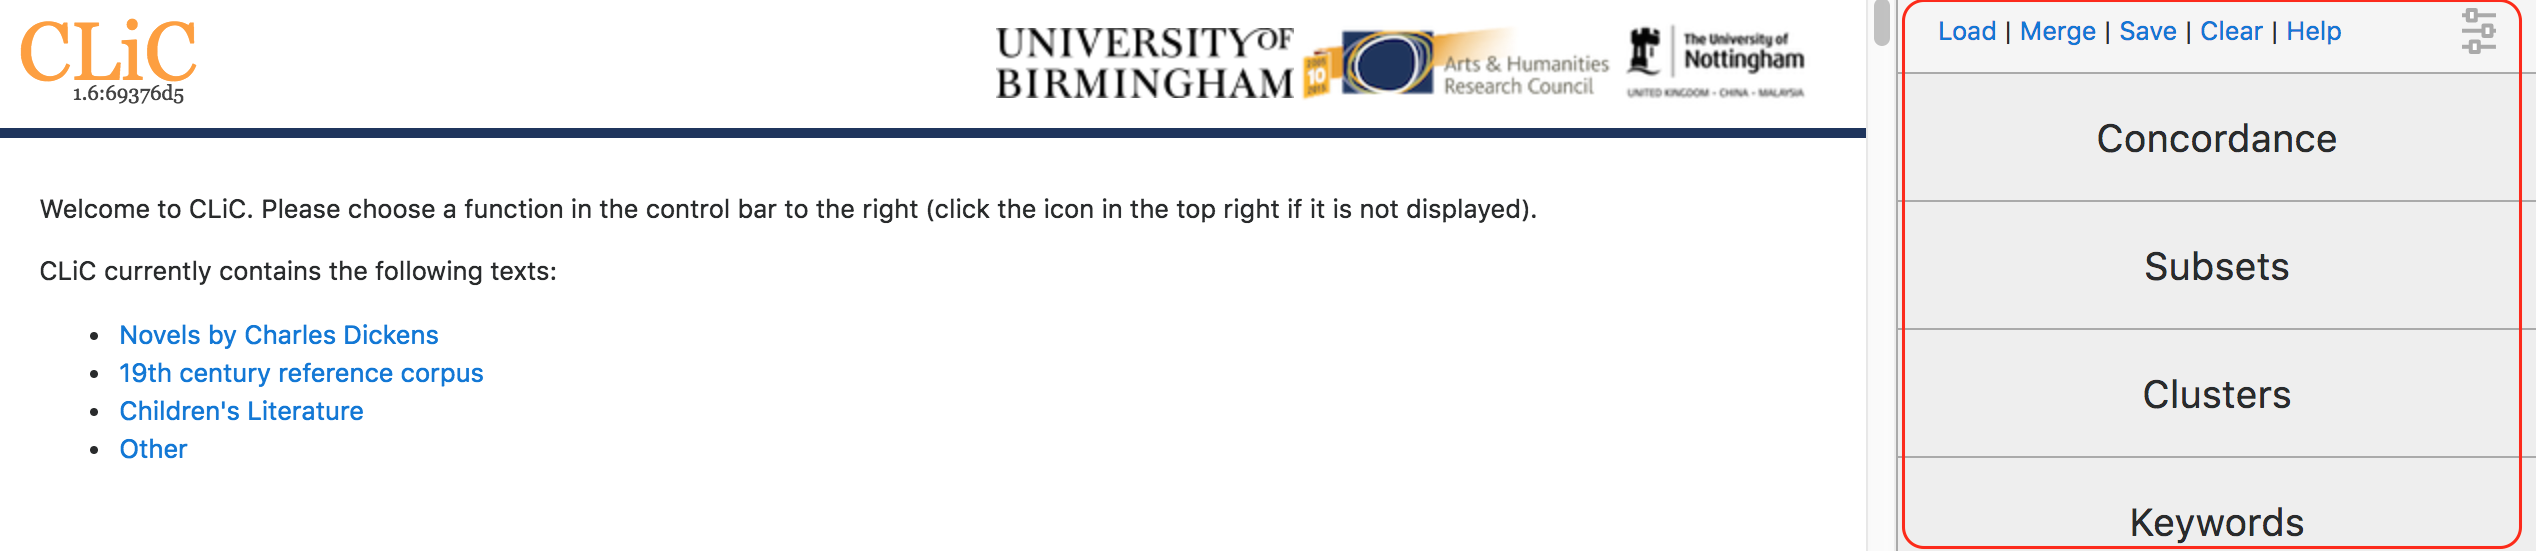 CLiC
1.6:69376d5
UNIVERSITY OF
BIRMINGHAM
10
Arts & Humanities
Research Council
The University of
Nottingham
UNITED KINGDOM - CHINA - MALAYSIA
Load | Merge | Save | Clear | Help
Welcome to CLiC. Please choose a function in the control bar to the right (click the icon in the top right if it is not displayed).
CLiC currently contains the following texts:
• Novels by Charles Dickens
• 19th century reference corpus
• Children's Literature
• Other
Concordance
Subsets
Clusters
Keywords